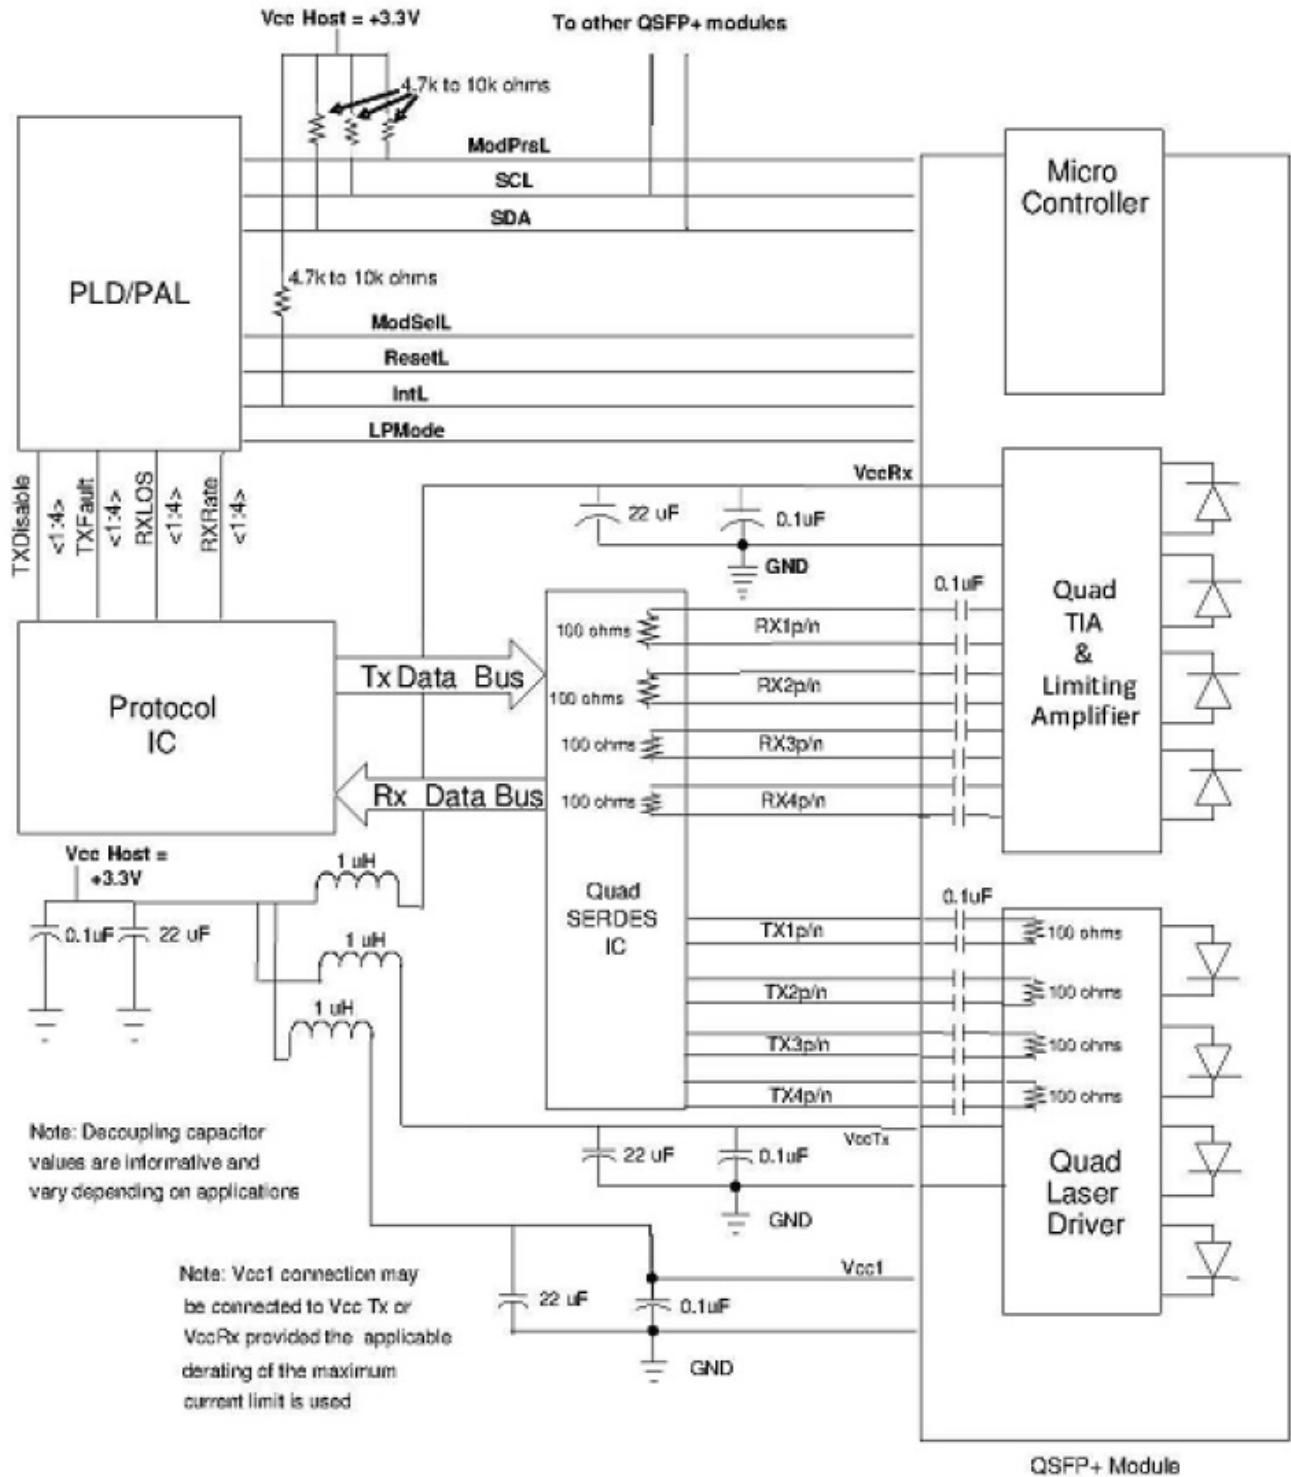 Vcc Host = +3.3V
To other QSFP+ modules
4.7k to 10k ohms
ModPrsL
SCL
SDA
Micro
Controller
PLD/PAL
4.7k to 10k ohms
ModSelL
ResetL
IntL
LPMode
TXDisable
<1:4>
TXFault
<1:4>
RXLOS
<1:4>
RXRate
<1:4>
VccRx
22 uF
0.1uF
GND
0.1uF
Quad
TIA
&
Limiting
Amplifier
100 ohms
RX1p/n
100 ohms
RX2p/n
100 ohms
RX3p/n
100 ohms
RX4p/n
Tx Data Bus
Protocol
IC
Rx Data Bus
Vcc Host =
+3.3V
0.1uF
22 uF
1 uH
1 uH
1 uH
Quad
SERDES
IC
0.1uF
TX1p/n
100 ohms
TX2p/n
100 ohms
TX3p/n
100 ohms
TX4p/n
100 ohms
VccTx
22 uF
0.1uF
GND
Quad
Laser
Driver
Note: Decoupling capacitor
values are informative and
vary depending on applications
Note: Vcc1 connection may
be connected to Vcc Tx or
VccRx provided the applicable
derating of the maximum
current limit is used
Vcc1
22 uF
0.1uF
GND
QSFP+ Module